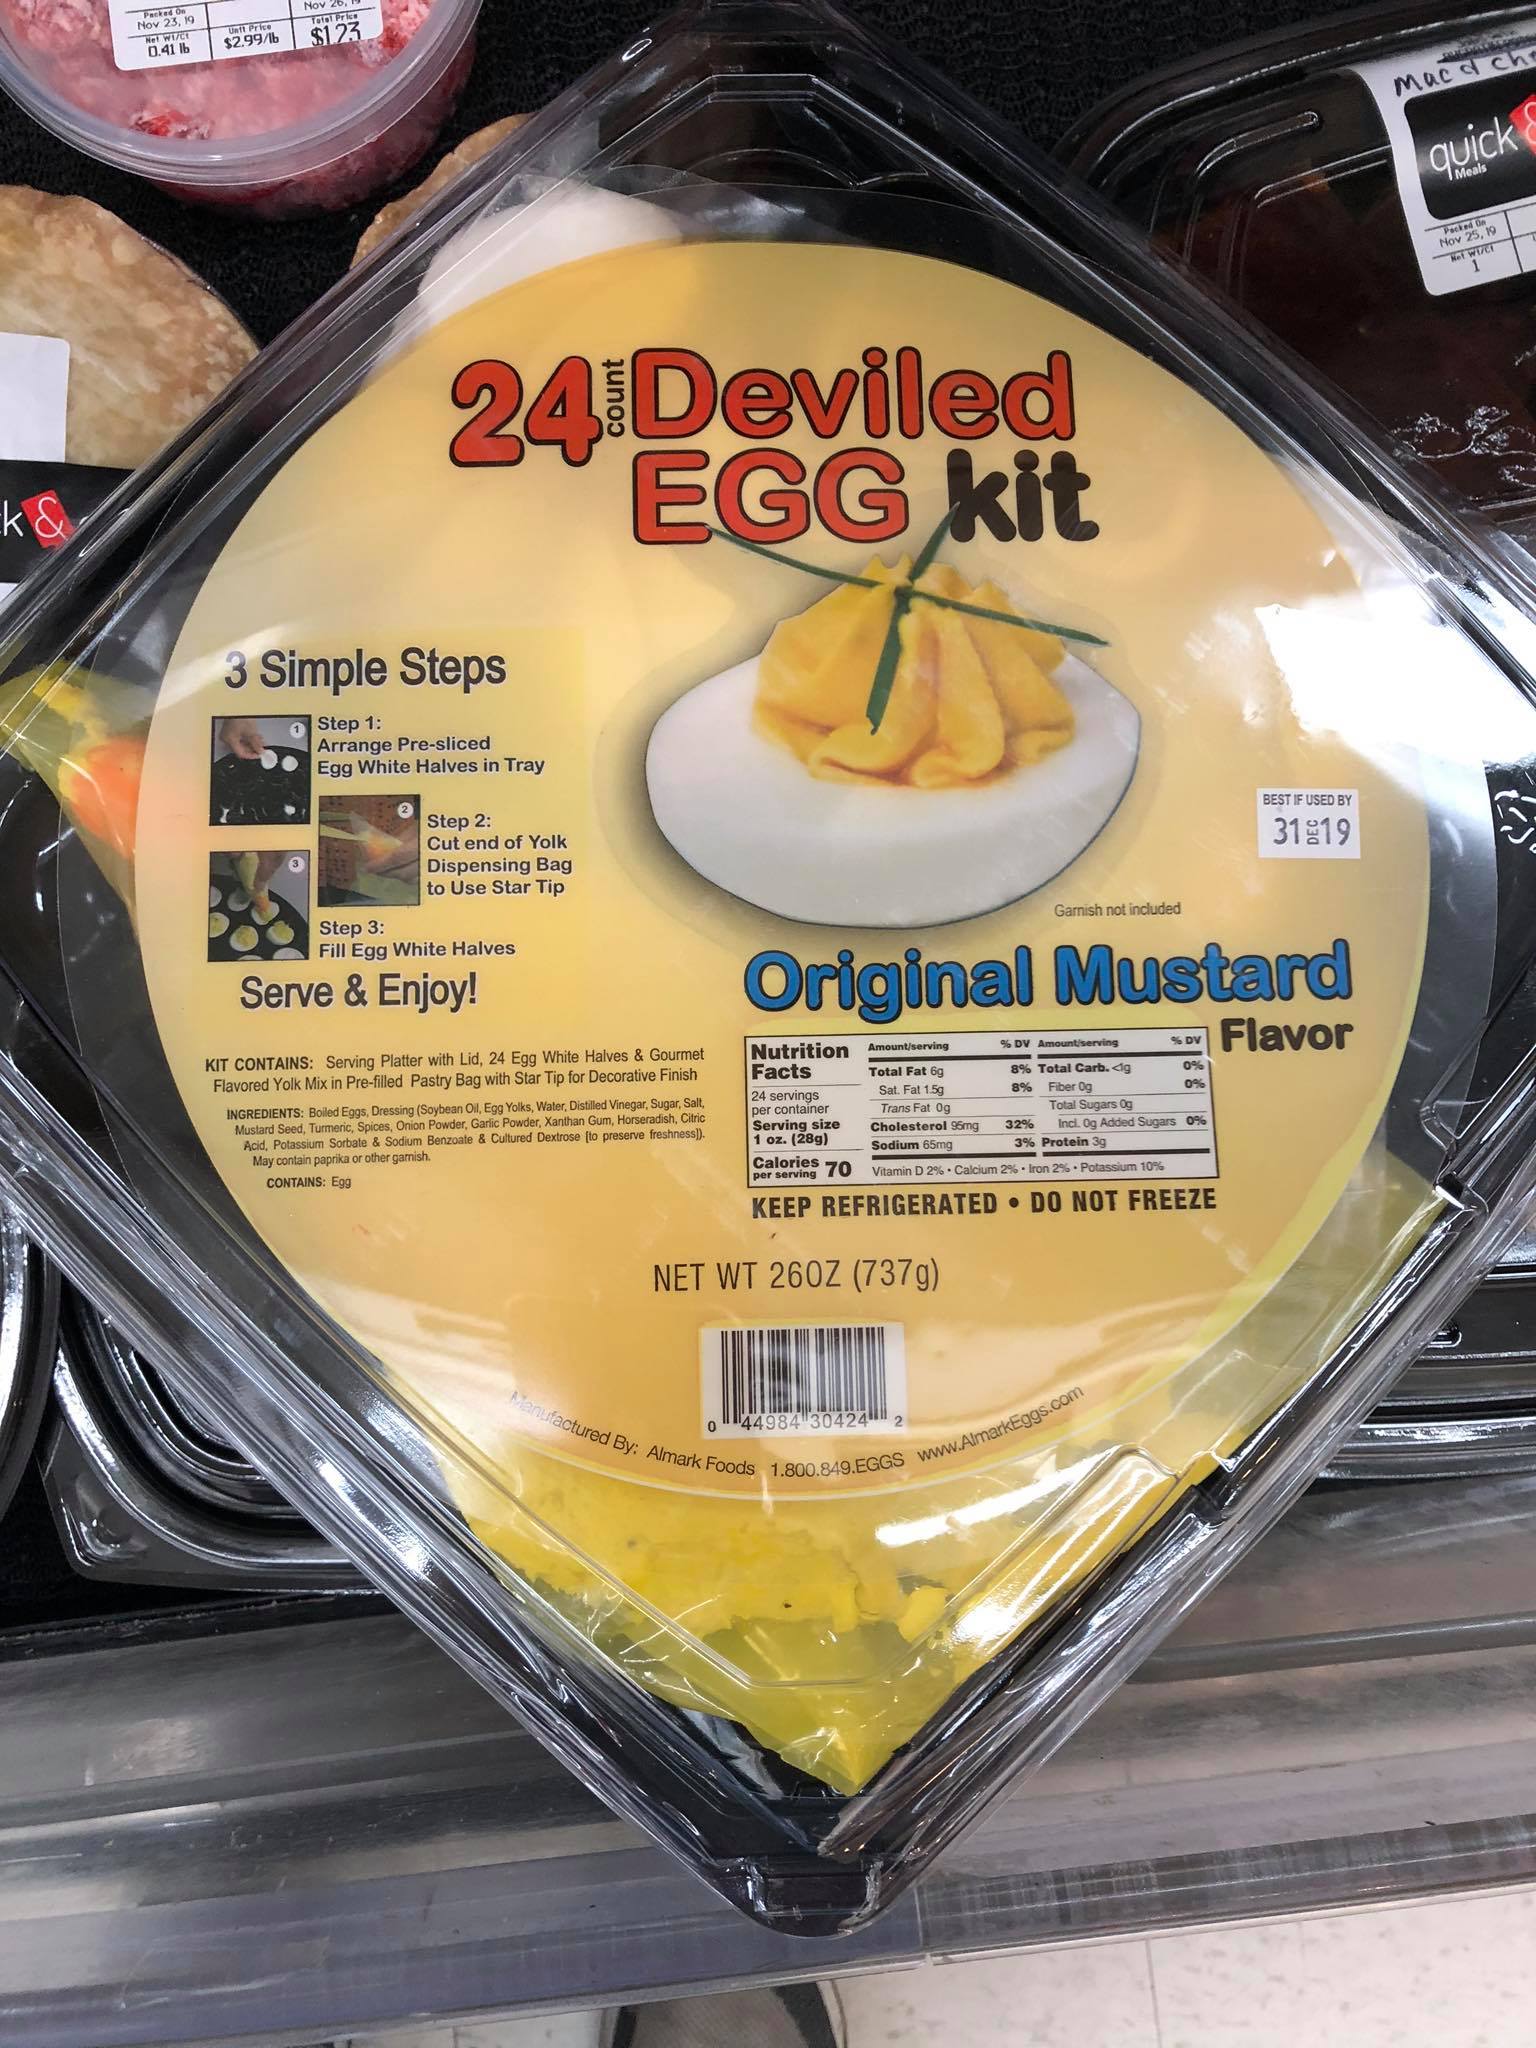 Packed On
Nov 23, 19
Nov 26, 19
Net Wt/Ct
0.41 lb
Unit Price
$2.99/lb
Total Price
$1.23
Mac & Che
quick &
Meals
Packed On
Nov 25, 19
Net Wt/Ct
1
k &
24 count Deviled
EGG kit
3 Simple Steps
1
Step 1:
Arrange Pre-sliced
Egg White Halves in Tray
2
Step 2:
Cut end of Yolk
Dispensing Bag
to Use Star Tip
3
Step 3:
Fill Egg White Halves
Serve & Enjoy!
BEST IF USED BY
31 DEC 19
Garnish not included
Original Mustard
Flavor
KIT CONTAINS: Serving Platter with Lid, 24 Egg White Halves & Gourmet
Flavored Yolk Mix in Pre-filled Pastry Bag with Star Tip for Decorative Finish
INGREDIENTS: Boiled Eggs, Dressing (Soybean Oil, Egg Yolks, Water, Distilled Vinegar, Sugar, Salt,
Mustard Seed, Turmeric, Spices, Onion Powder, Garlic Powder, Xanthan Gum, Horseradish, Citric
Acid, Potassium Sorbate & Sodium Benzoate & Cultured Dextrose [to preserve freshness]).
May contain paprika or other garnish.
CONTAINS: Egg
Nutrition
Facts
24 servings
per container
Serving size
1 oz. (28g)
Calories
per serving 70
Amount/serving % DV
Total Fat 6g 8%
Sat. Fat 1.5g 8%
Trans Fat 0g
Cholesterol 95mg 32%
Sodium 65mg 3%
Amount/serving % DV
Total Carb. <1g 0%
Fiber 0g 0%
Total Sugars 0g
Incl. 0g Added Sugars 0%
Protein 3g
Vitamin D 2% • Calcium 2% • Iron 2% • Potassium 10%
KEEP REFRIGERATED • DO NOT FREEZE
NET WT 26OZ (737g)
0 44984 30424 2
Manufactured By: Almark Foods 1.800.849.EGGS www.AlmarkEggs.com